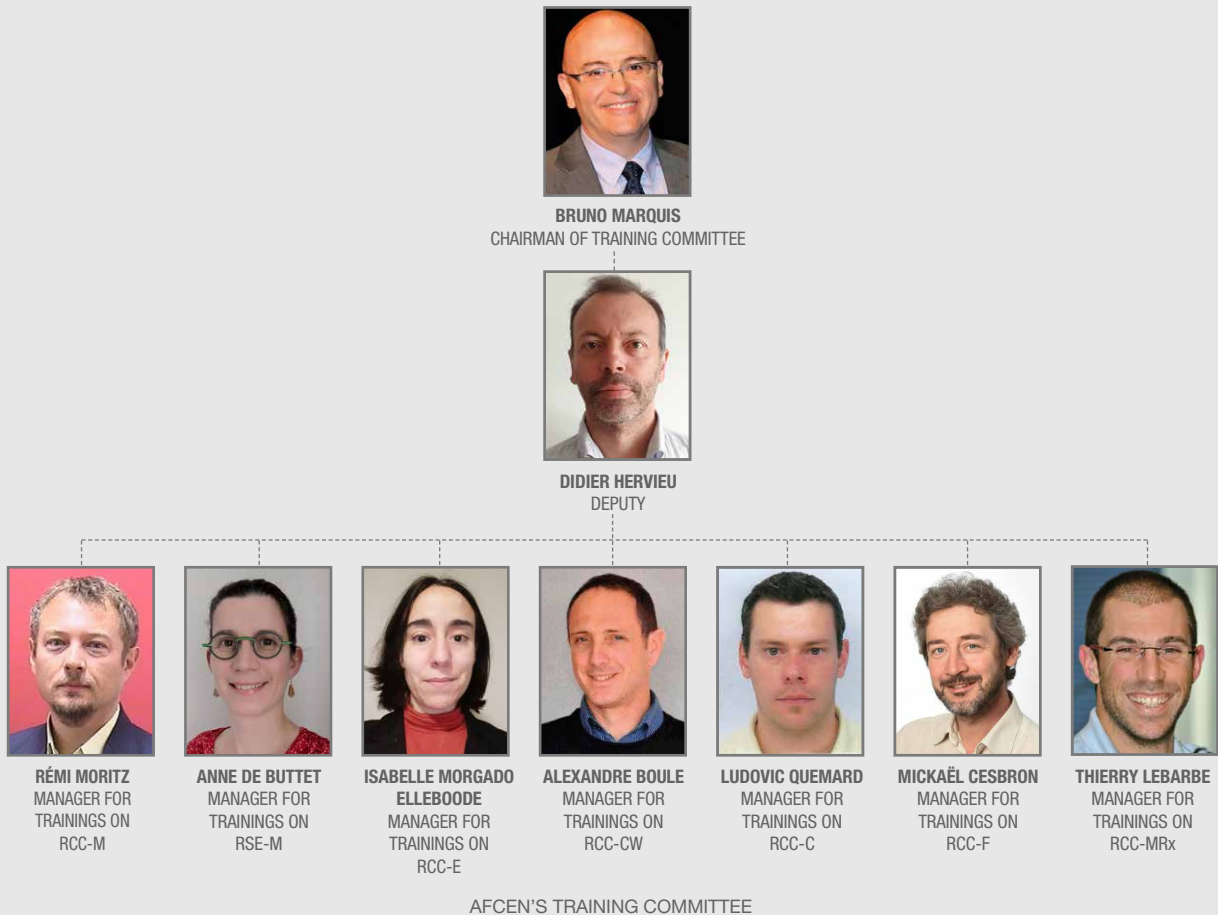 BRUNO MARQUIS
CHAIRMAN OF TRAINING COMMITTEE
DIDIER HERVIEU
DEPUTY
RÉMI MORITZ
MANAGER FOR
TRAININGS ON
RCC-M
ANNE DE BUTTET
MANAGER FOR
TRAININGS ON
RSE-M
ISABELLE MORGADO
ELLEBOODE
MANAGER FOR
TRAININGS ON
RCC-E
ALEXANDRE BOULE
MANAGER FOR
TRAININGS ON
RCC-CW
LUDOVIC QUEMARD
MANAGER FOR
TRAININGS ON
RCC-C
MICKAËL CESBRON
MANAGER FOR
TRAININGS ON
RCC-F
THIERRY LEBARBE
MANAGER FOR
TRAININGS ON
RCC-MRx
AFCEN'S TRAINING COMMITTEE